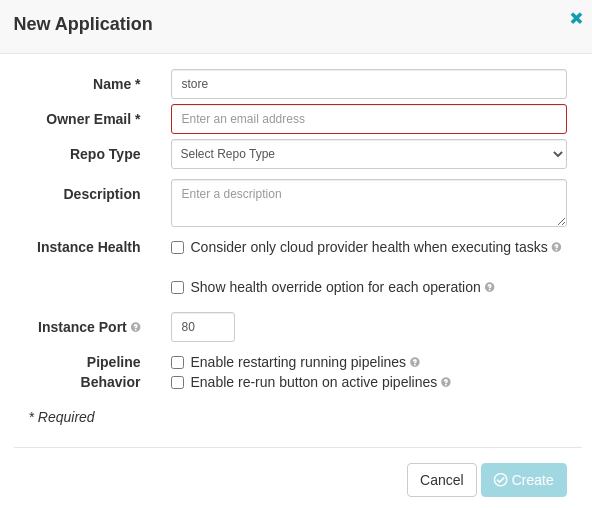 New Application
Name *
store
Owner Email *
Enter an email address
Repo Type
Select Repo Type
Description
Enter a description
Instance Health
Consider only cloud provider health when executing tasks
Show health override option for each operation
Instance Port
80
Pipeline Behavior
Enable restarting running pipelines
Enable re-run button on active pipelines
* Required
Cancel
Create